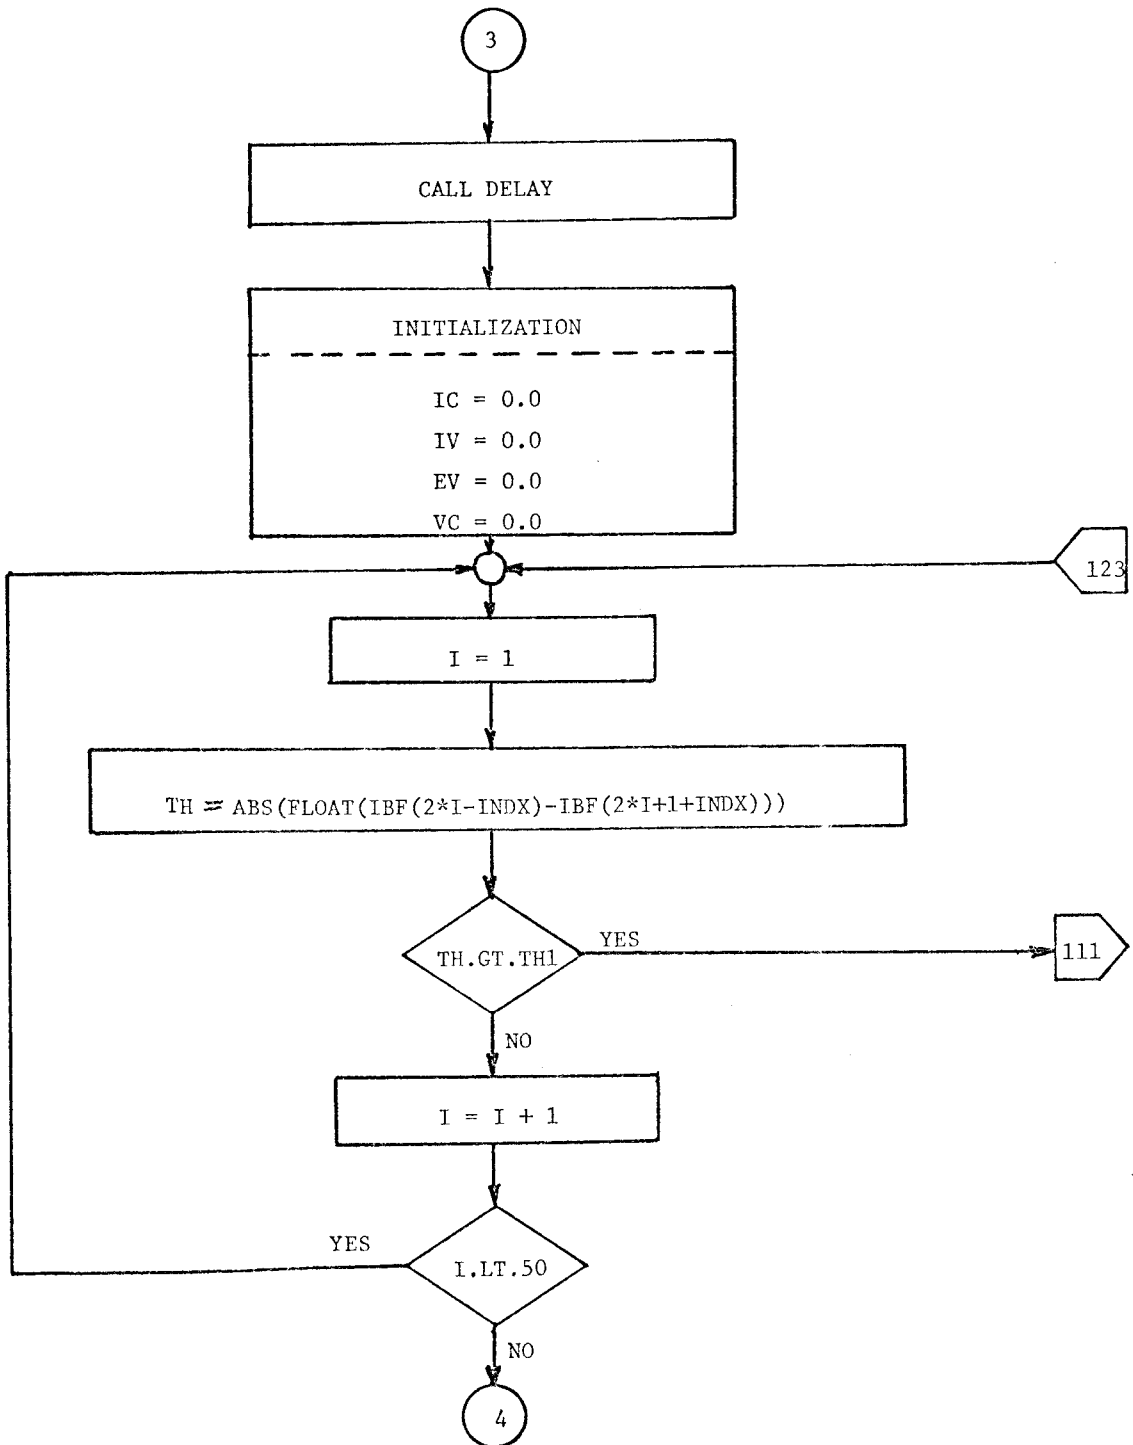 3
CALL DELAY
INITIALIZATION
IC = 0.0
IV = 0.0
EV = 0.0
VC = 0.0
123
I = 1
TH = ABS(FLOAT(IBF(2*I-INDX)-IBF(2*I+1+INDX)))
TH.GT.TH1
YES
111
NO
I = I + 1
YES
I.LT.50
NO
4